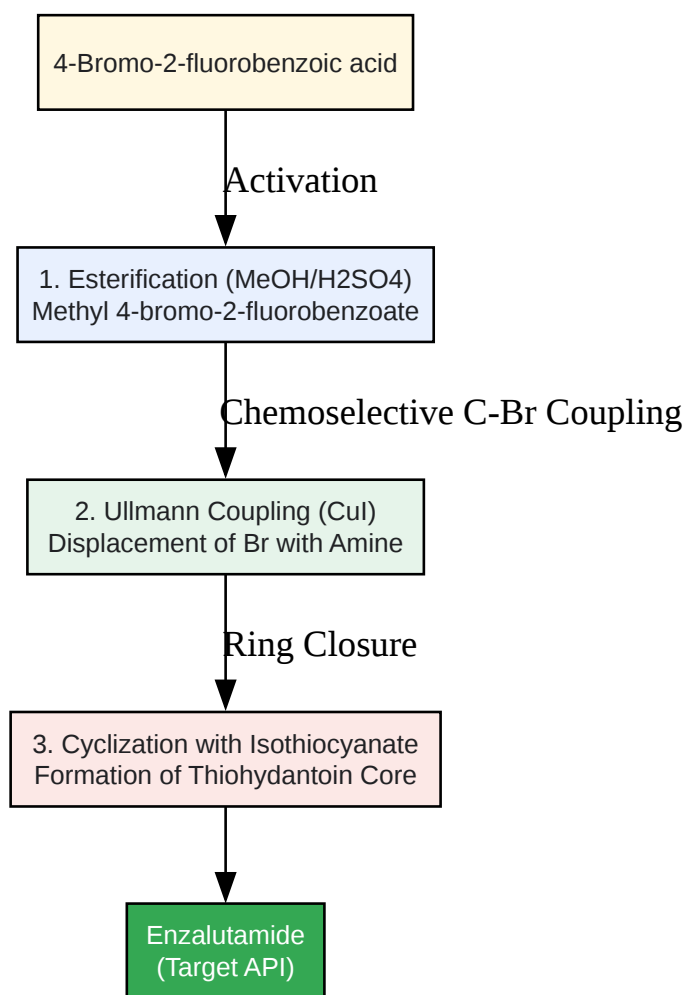 4-Bromo-2-fluorobenzoic acid
Activation
1. Esterification (MeOH/H2SO4)
Methyl 4-bromo-2-fluorobenzoate
Chemoselective C-Br Coupling
2. Ullmann Coupling (CuI)
Displacement of Br with Amine
Ring Closure
3. Cyclization with Isothiocyanate
Formation of Thiohydantoin Core
Enzalutamide
(Target API)